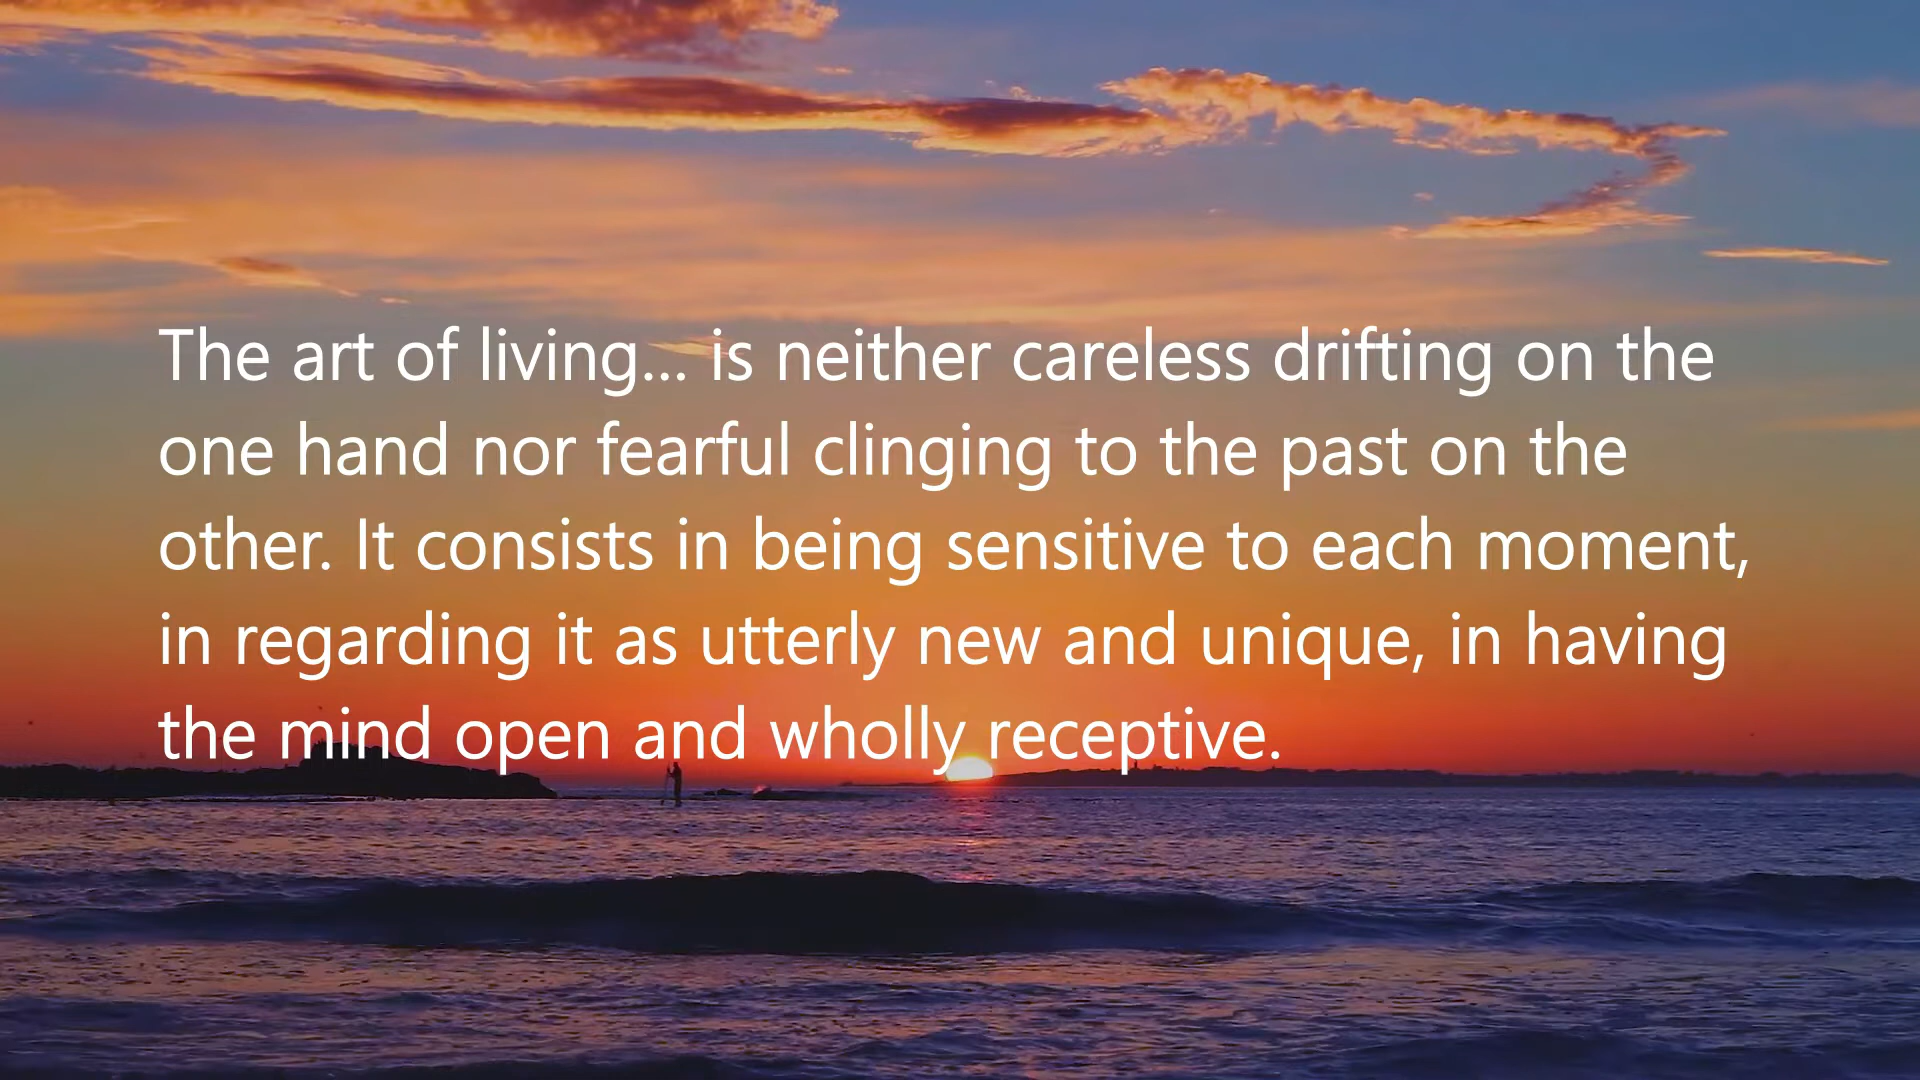 The art of living... is neither careless drifting on the
one hand nor fearful clinging to the past on the
other. It consists in being sensitive to each moment,
in regarding it as utterly new and unique, in having
the mind open and wholly receptive.